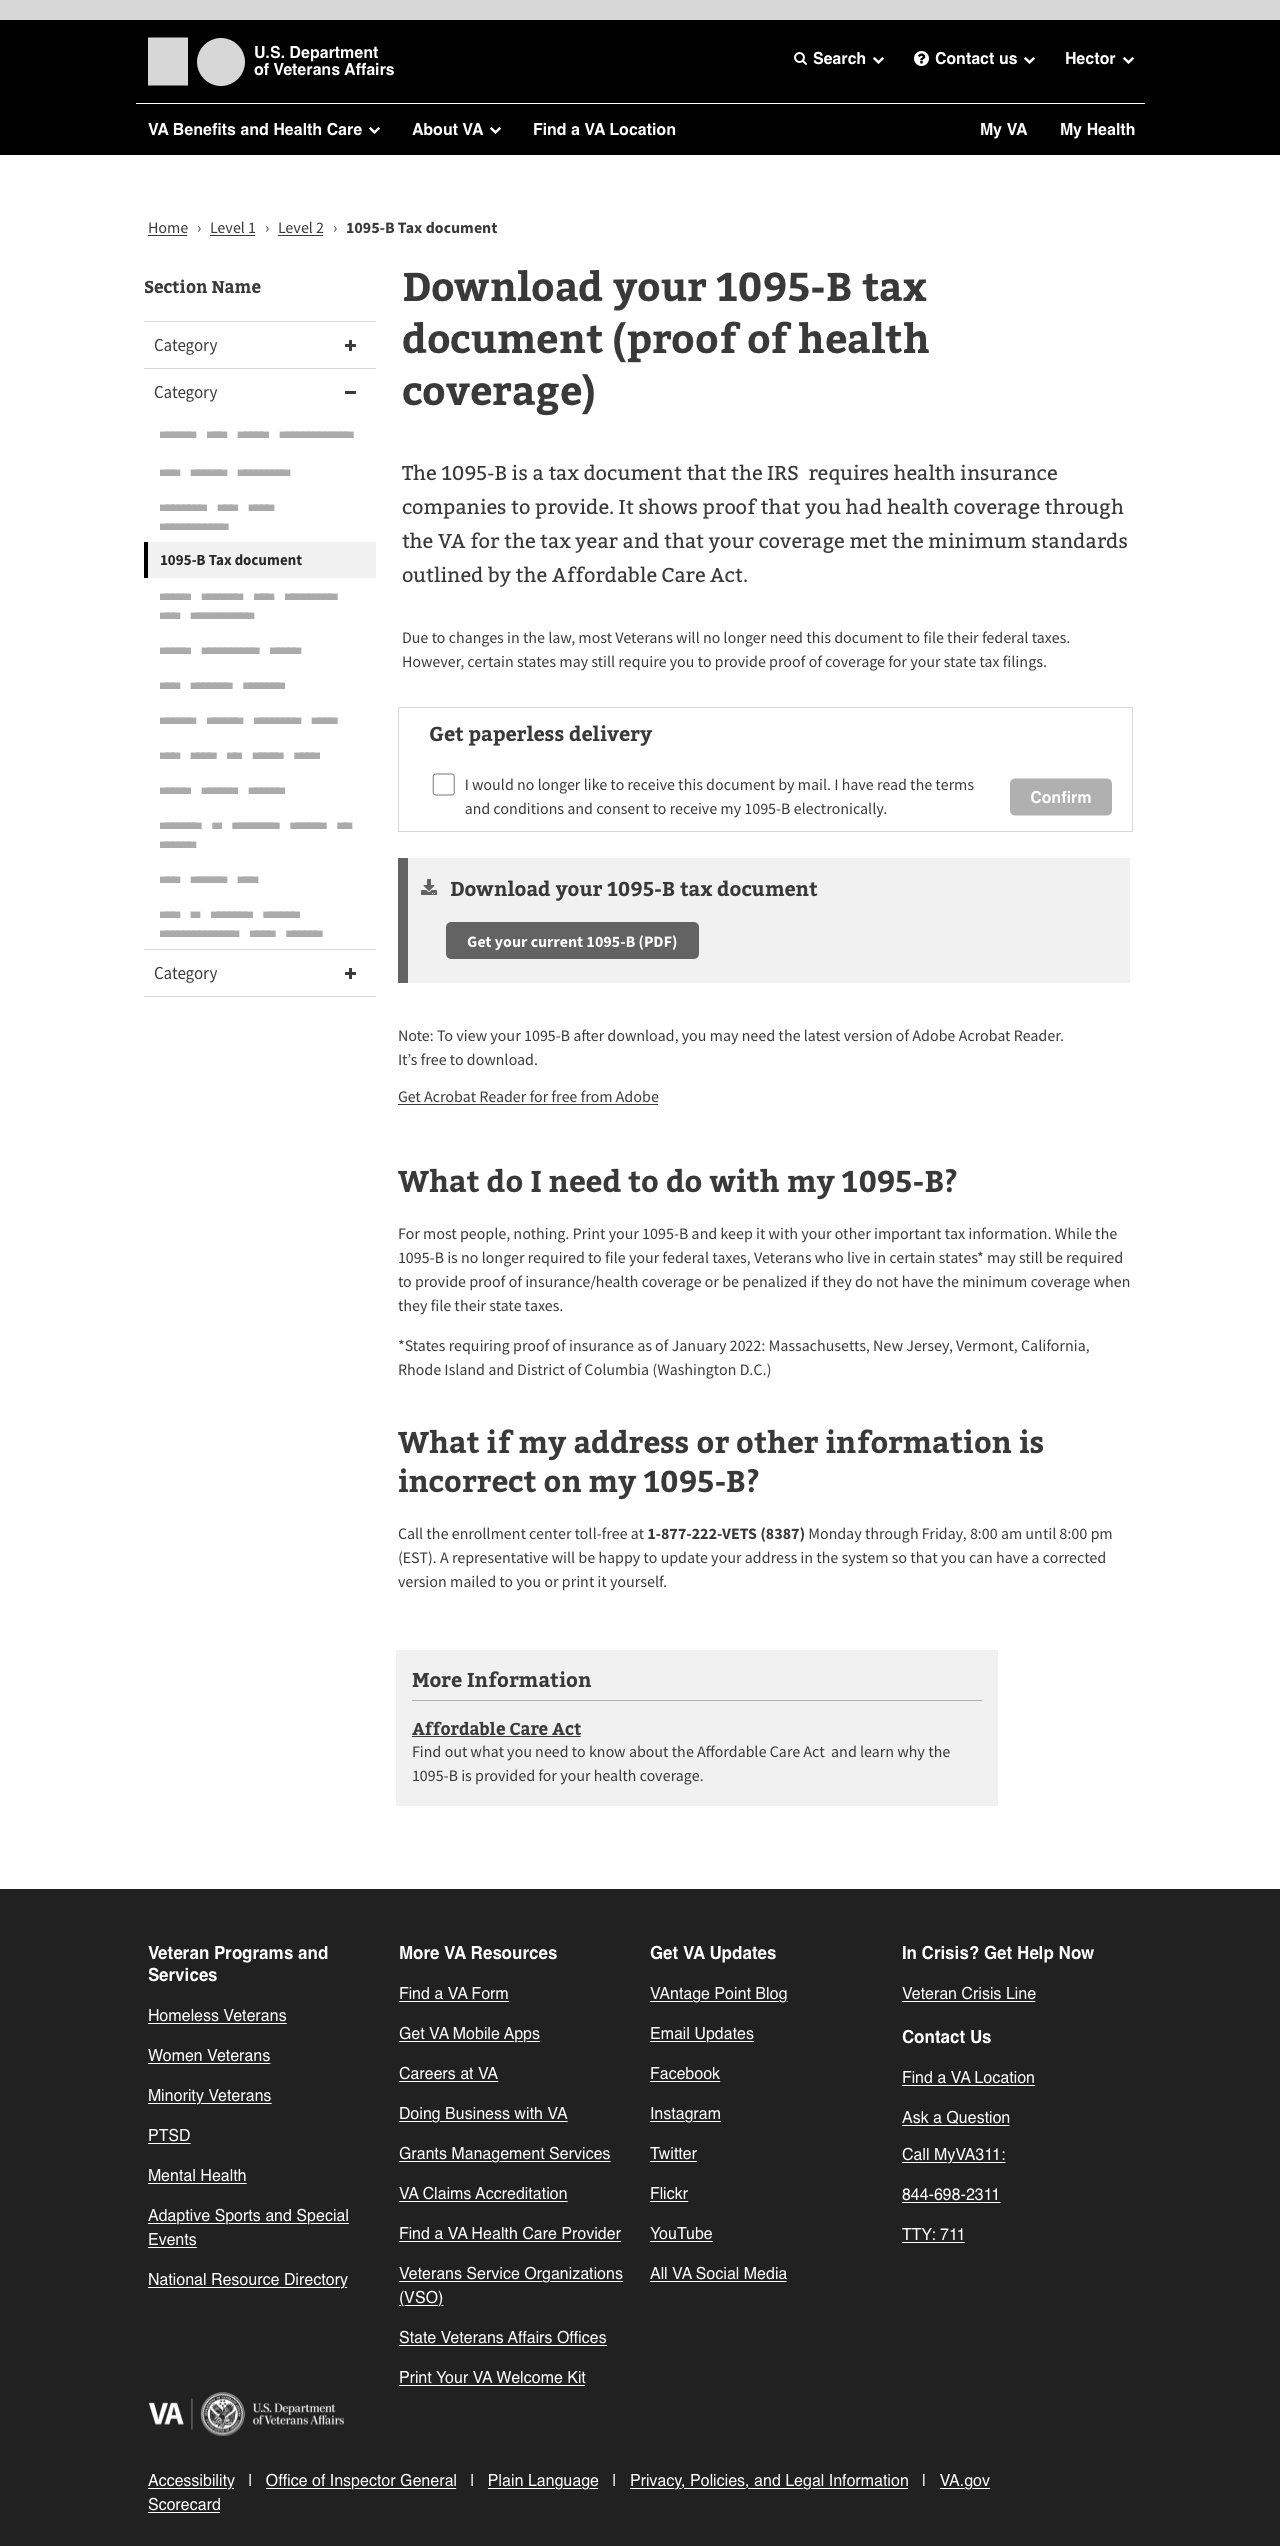 U.S. Department
of Veterans Affairs
Search
Contact us
Hector
VA Benefits and Health Care
About VA
Find a VA Location
My VA
My Health
Home › Level 1 › Level 2 › 1095-B Tax document
Section Name
Category
Category
1095-B Tax document
Category
Download your 1095-B tax
document (proof of health
coverage)
The 1095-B is a tax document that the IRS requires health insurance
companies to provide. It shows proof that you had health coverage through
the VA for the tax year and that your coverage met the minimum standards
outlined by the Affordable Care Act.
Due to changes in the law, most Veterans will no longer need this document to file their federal taxes.
However, certain states may still require you to provide proof of coverage for your state tax filings.
Get paperless delivery
I would no longer like to receive this document by mail. I have read the terms
and conditions and consent to receive my 1095-B electronically.
Confirm
Download your 1095-B tax document
Get your current 1095-B (PDF)
Note: To view your 1095-B after download, you may need the latest version of Adobe Acrobat Reader.
It’s free to download.
Get Acrobat Reader for free from Adobe
What do I need to do with my 1095-B?
For most people, nothing. Print your 1095-B and keep it with your other important tax information. While the
1095-B is no longer required to file your federal taxes, Veterans who live in certain states* may still be required
to provide proof of insurance/health coverage or be penalized if they do not have the minimum coverage when
they file their state taxes.
*States requiring proof of insurance as of January 2022: Massachusetts, New Jersey, Vermont, California,
Rhode Island and District of Columbia (Washington D.C.)
What if my address or other information is
incorrect on my 1095-B?
Call the enrollment center toll-free at 1-877-222-VETS (8387) Monday through Friday, 8:00 am until 8:00 pm
(EST). A representative will be happy to update your address in the system so that you can have a corrected
version mailed to you or print it yourself.
More Information
Affordable Care Act
Find out what you need to know about the Affordable Care Act and learn why the
1095-B is provided for your health coverage.
Veteran Programs and
Services
Homeless Veterans
Women Veterans
Minority Veterans
PTSD
Mental Health
Adaptive Sports and Special
Events
National Resource Directory
More VA Resources
Find a VA Form
Get VA Mobile Apps
Careers at VA
Doing Business with VA
Grants Management Services
VA Claims Accreditation
Find a VA Health Care Provider
Veterans Service Organizations
(VSO)
State Veterans Affairs Offices
Print Your VA Welcome Kit
Get VA Updates
VAntage Point Blog
Email Updates
Facebook
Instagram
Twitter
Flickr
YouTube
All VA Social Media
In Crisis? Get Help Now
Veteran Crisis Line
Contact Us
Find a VA Location
Ask a Question
Call MyVA311:
844-698-2311
TTY: 711
VA
U.S. Department
of Veterans Affairs
Accessibility | Office of Inspector General | Plain Language | Privacy, Policies, and Legal Information | VA.gov
Scorecard